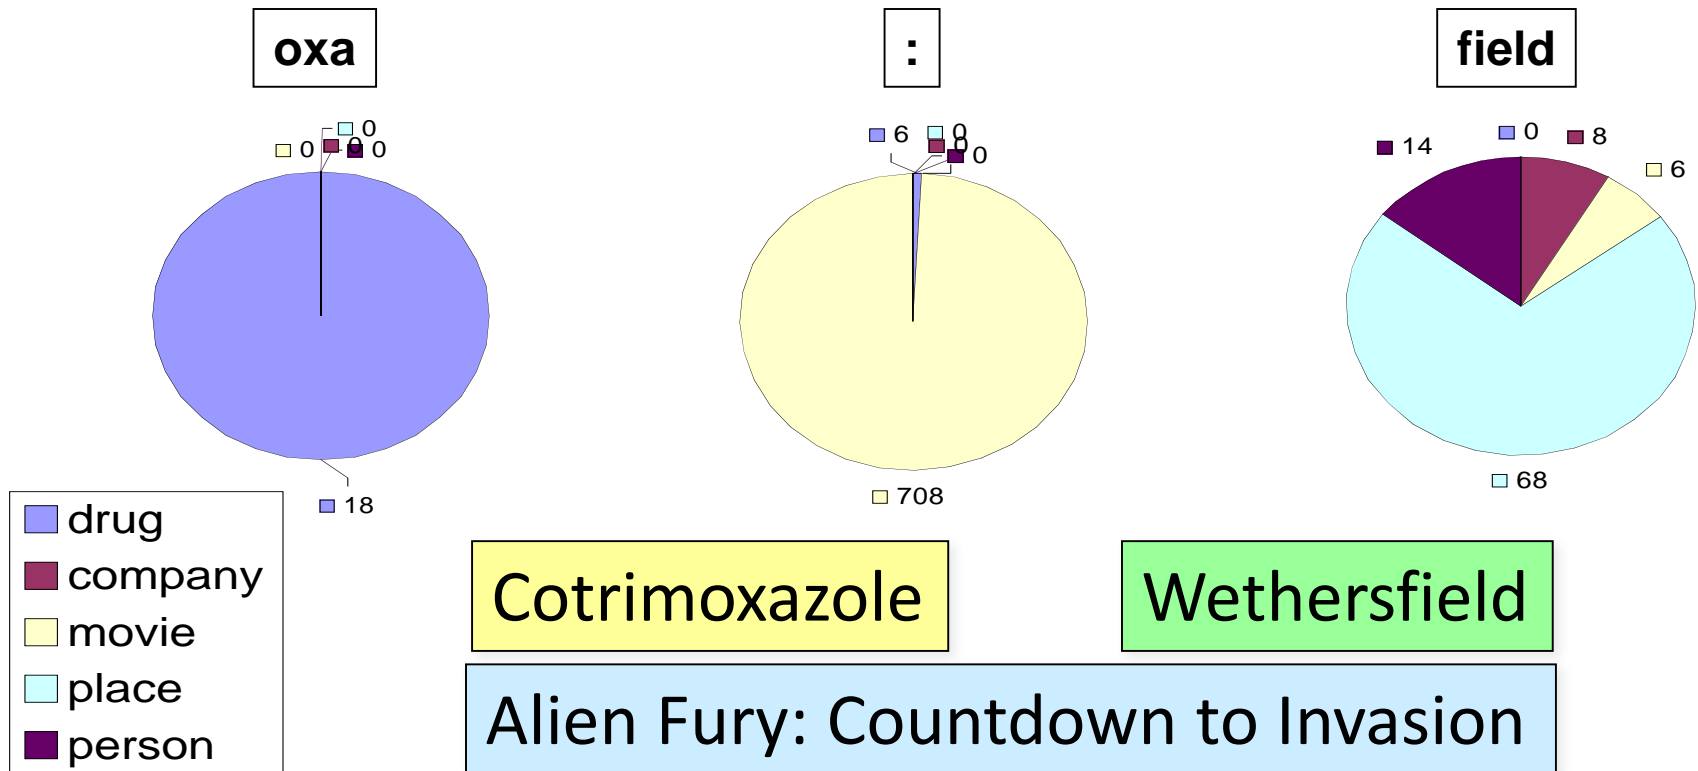 oxa
:
field
0
0 0 0
18
6 0
0
0
708
0 8
14
6
68
drug
company
movie
place
person
Cotrimoxazole
Wethersfield
Alien Fury: Countdown to Invasion